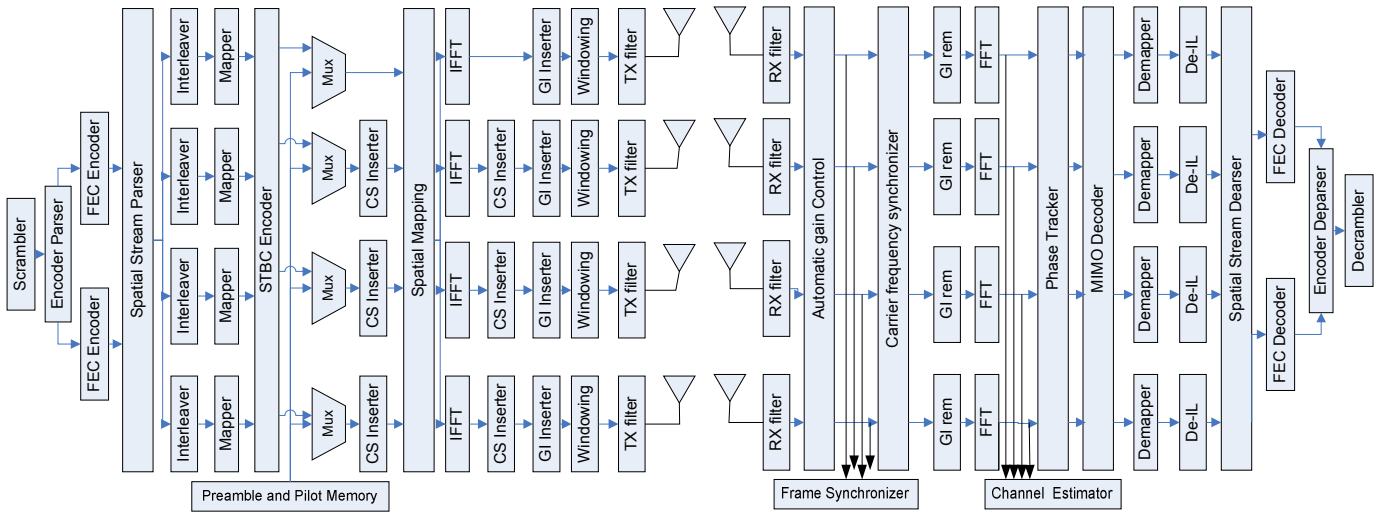 Scrambler
Encoder Parser
FEC Encoder
FEC Encoder
Spatial Stream Parser
Interleaver
Interleaver
Interleaver
Interleaver
Mapper
Mapper
Mapper
Mapper
STBC Encoder
Mux
Mux
Mux
Mux
Preamble and Pilot Memory
CS Inserter
CS Inserter
CS Inserter
Spatial Mapping
IFFT
IFFT
IFFT
IFFT
CS Inserter
CS Inserter
CS Inserter
GI Inserter
GI Inserter
GI Inserter
GI Inserter
Windowing
Windowing
Windowing
Windowing
TX filter
TX filter
TX filter
TX filter
RX filter
RX filter
RX filter
RX filter
Automatic gain Control
Frame Synchronizer
Carrier frequency synchronizer
GI rem
GI rem
GI rem
GI rem
FFT
FFT
FFT
FFT
Channel Estimator
Phase Tracker
MIMO Decoder
Demapper
Demapper
Demapper
Demapper
De-IL
De-IL
De-IL
De-IL
Spatial Stream Dearser
FEC Decoder
FEC Decoder
Encoder Deparser
Decrambler